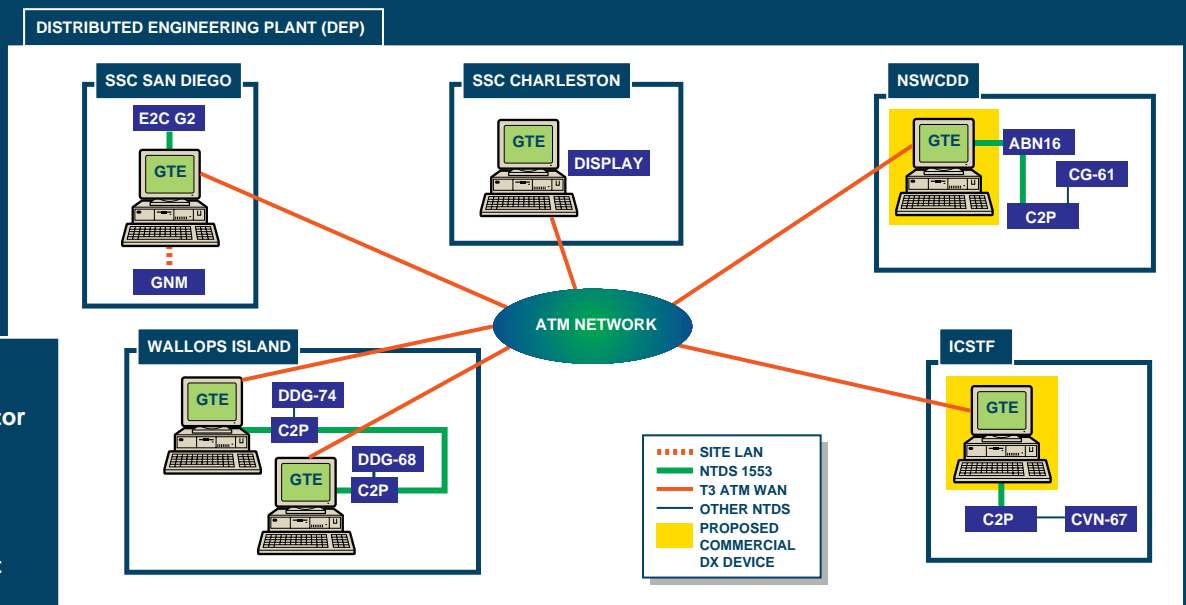 DISTRIBUTED ENGINEERING PLANT (DEP)
SSC SAN DIEGO
E2C G2
GTE
GNM
SSC CHARLESTON
GTE
DISPLAY
NSWCDD
GTE
ABN16
CG-61
C2P
ATM NETWORK
WALLOPS ISLAND
GTE
DDG-74
C2P
DDG-68
GTE
C2P
ICSTF
GTE
C2P
CVN-67
SITE LAN
NTDS 1553
T3 ATM WAN
OTHER NTDS
PROPOSED
COMMERCIAL
DX DEVICE
tor